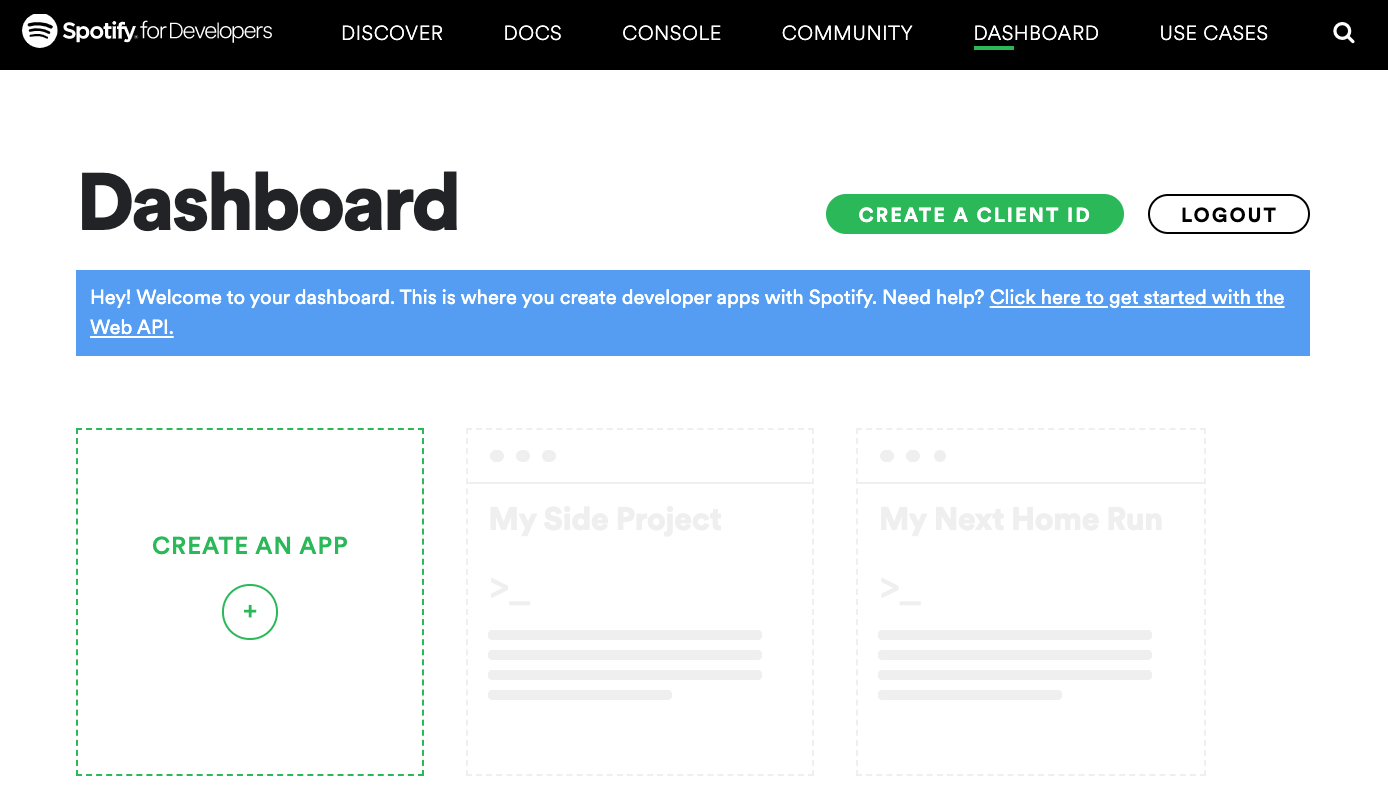 Spotify for Developers DISCOVER DOCS CONSOLE COMMUNITY DASHBOARD USE CASES
Dashboard
CREATE A CLIENT ID LOGOUT
Hey! Welcome to your dashboard. This is where you create developer apps with Spotify. Need help? Click here to get started with the
Web API.
My Side Project My Next Home Run
CREATE AN APP
>_ >_
+